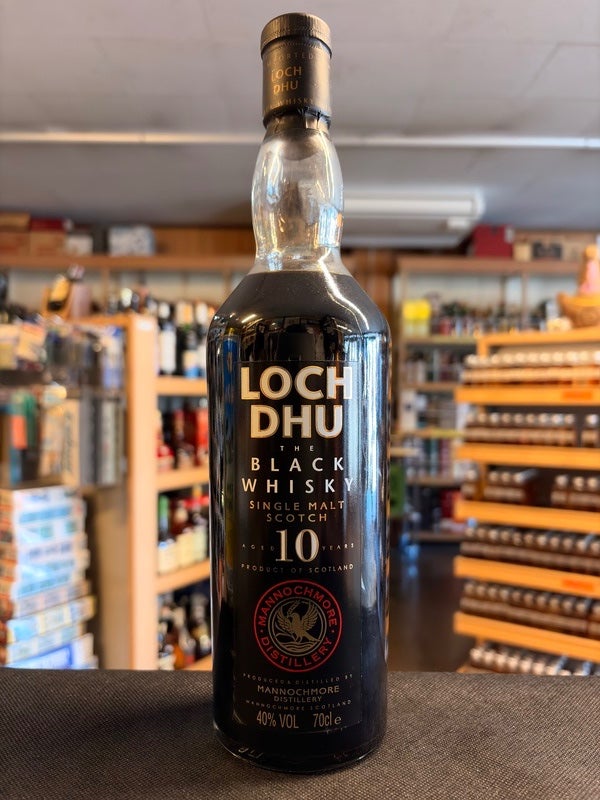 LOCH
DHU
WHISKY
LOCH
DHU
THE
BLACK
WHISKY
SINGLE MALT
SCOTCH
AGED 10 YEARS
PRODUCT OF SCOTLAND
MANNOCHMORE
DISTILLERY
PRODUCED & DISTILLED BY
MANNOCHMORE
DISTILLERY
MANNOCHMORE SCOTLAND
40% VOL 70cl e